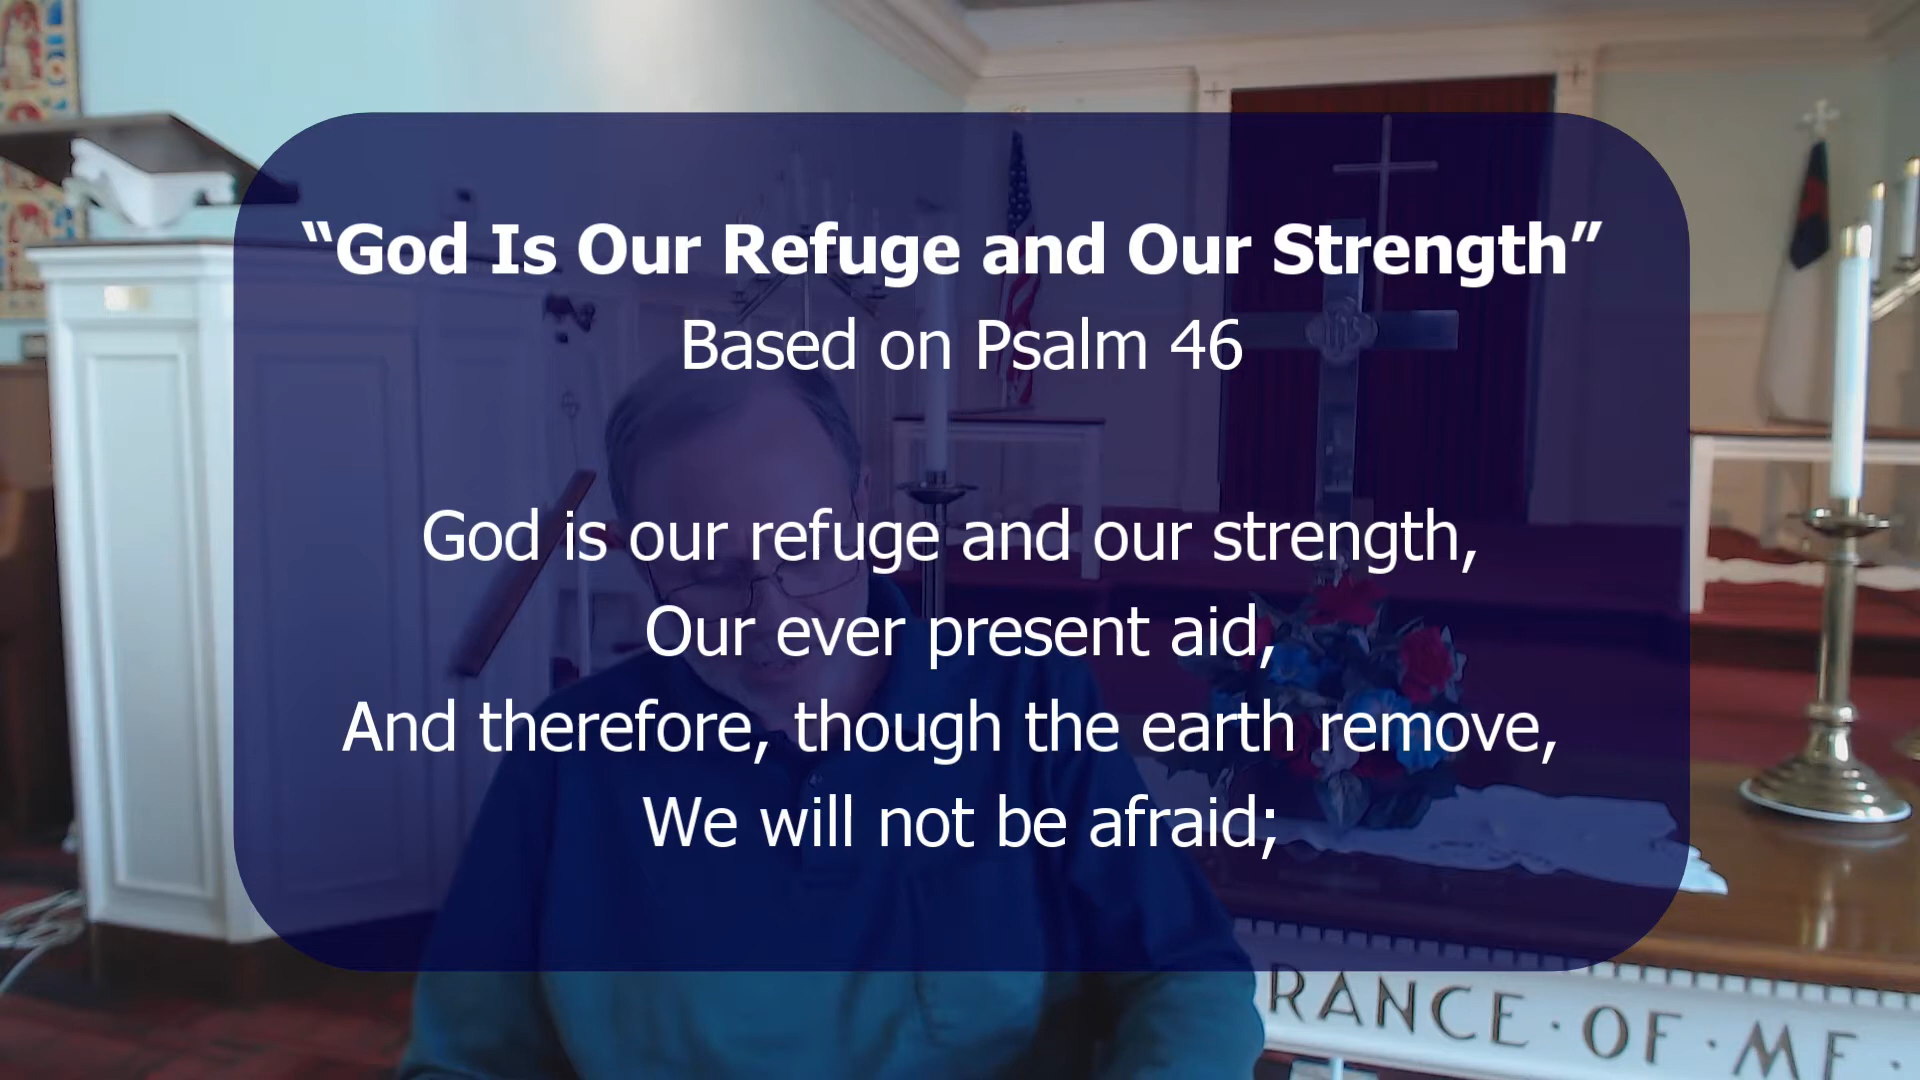 “God Is Our Refuge and Our Strength”
Based on Psalm 46
God is our refuge and our strength,
Our ever present aid,
And therefore, though the earth remove,
We will not be afraid;
IHS
RANCE · OF · ME ·